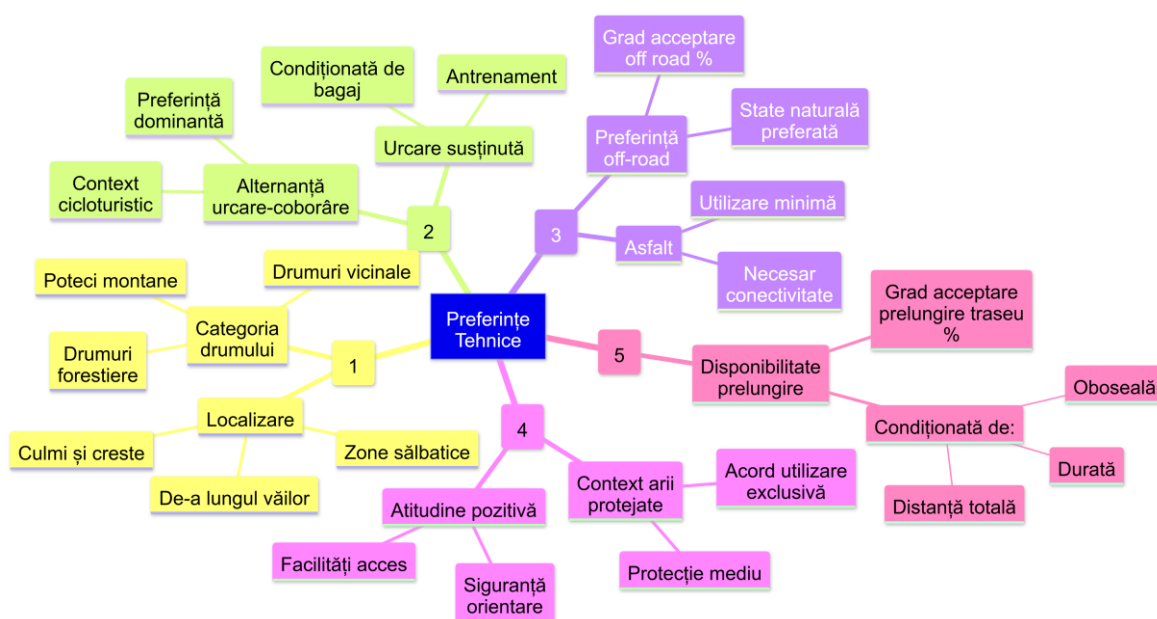 Preferințe
Tehnice
1
Categoria
drumului
Poteci montane
Drumuri
forestiere
Drumuri vicinale
Localizare
Culmi și creste
De-a lungul văilor
Zone sălbatice
2
Alternanță
urcare-coborâre
Preferință
dominantă
Context
cicloturistic
Urcare susținută
Condiționată de
bagaj
Antrenament
3
Preferință
off-road
Grad acceptare
off road %
State naturală
preferată
Asfalt
Utilizare minimă
Necesar
conectivitate
4
Atitudine pozitivă
Facilități acces
Siguranță
orientare
Context arii
protejate
Acord utilizare
exclusivă
Protecție mediu
5
Disponibilitate
prelungire
Grad acceptare
prelungire traseu
%
Condiționată de:
Oboseală
Durată
Distanță totală